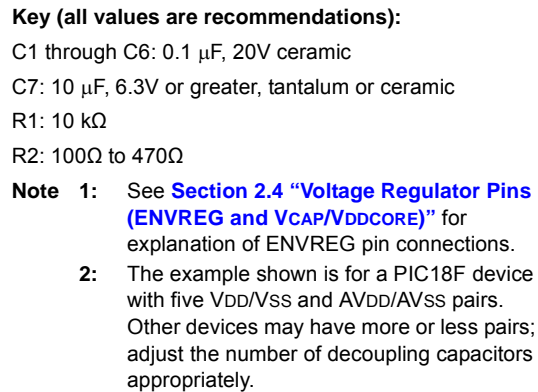 Key (all values are recommendations):
C1 through C6: 0.1 μF, 20V ceramic
C7: 10 μF, 6.3V or greater, tantalum or ceramic
R1: 10 kΩ
R2: 100Ω to 470Ω
Note 1: See Section 2.4 “Voltage Regulator Pins
(ENVREG and VCAP/VDDCORE)” for
explanation of ENVREG pin connections.
2: The example shown is for a PIC18F device
with five VDD/VSS and AVDD/AVSS pairs.
Other devices may have more or less pairs;
adjust the number of decoupling capacitors
appropriately.